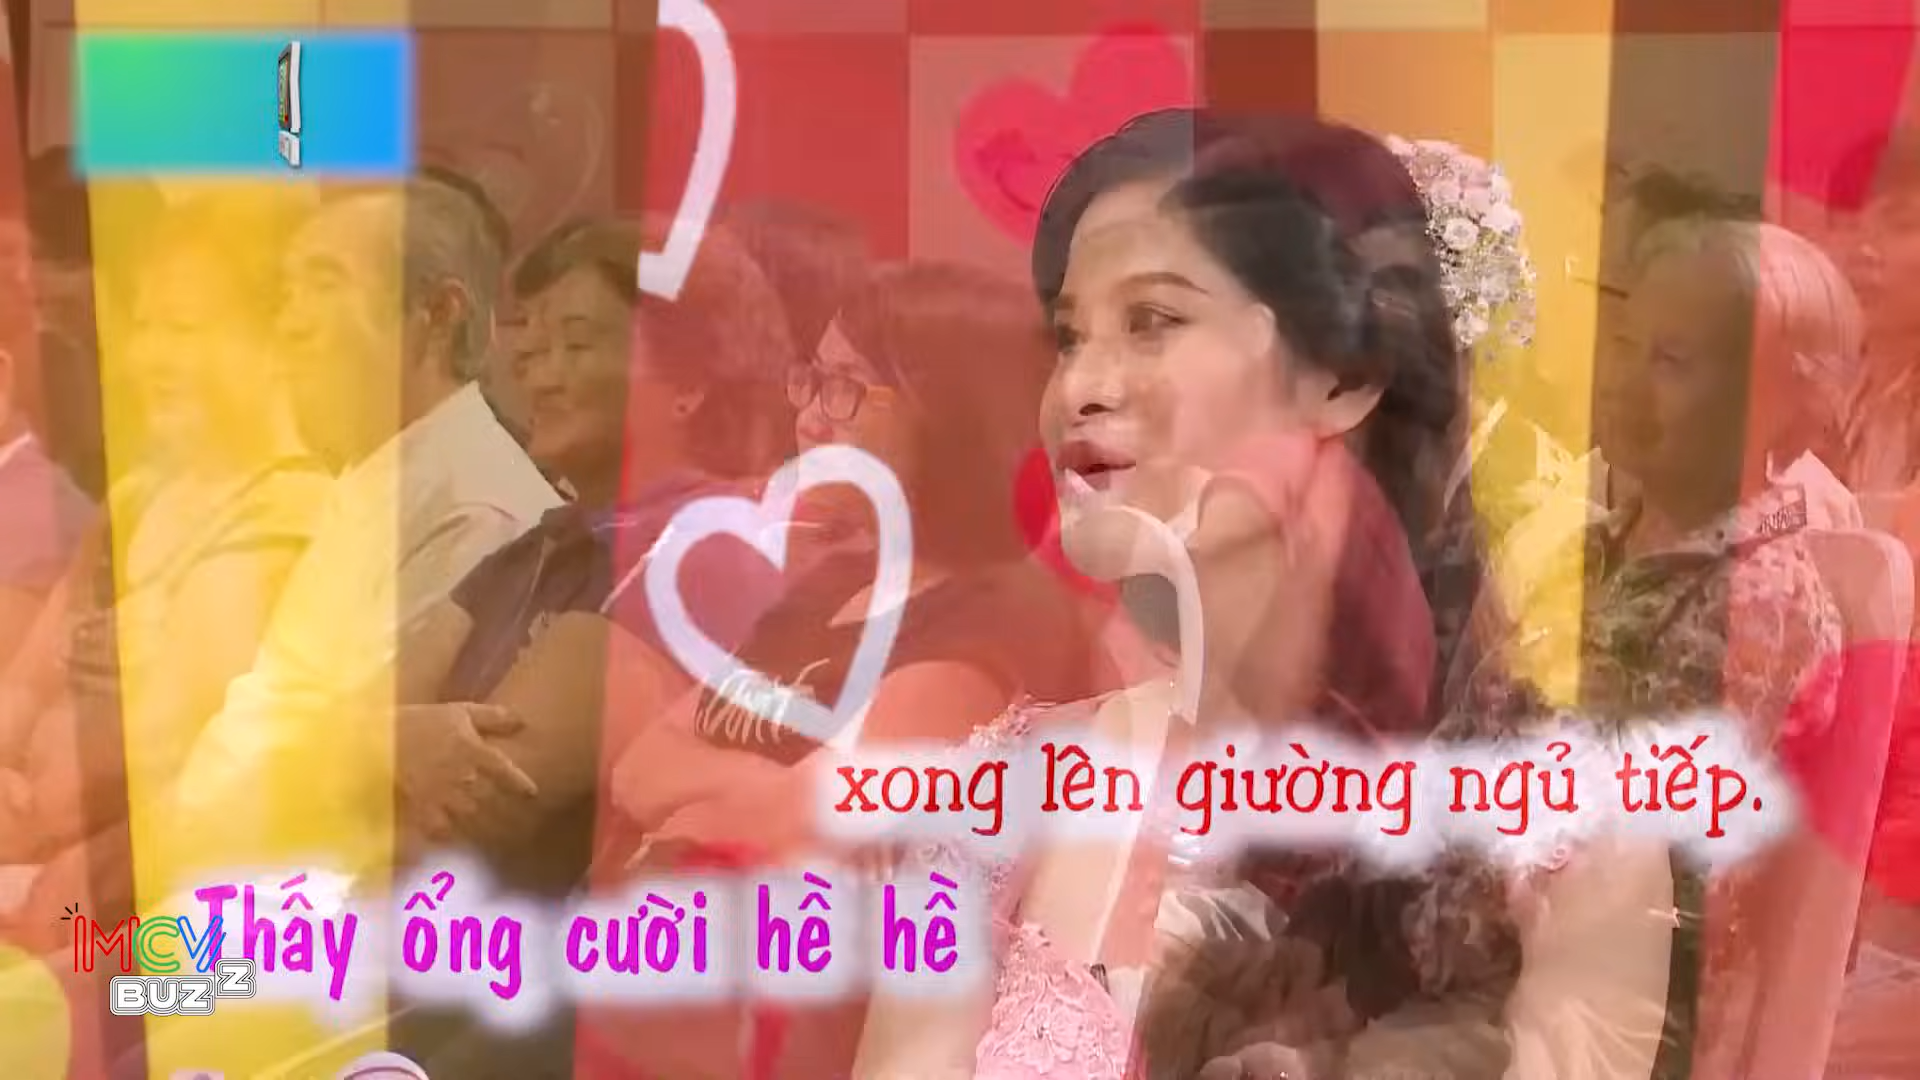 xong lên giường ngủ tiếp.
Thấy ổng cười hề hề
MCV
BUZZ